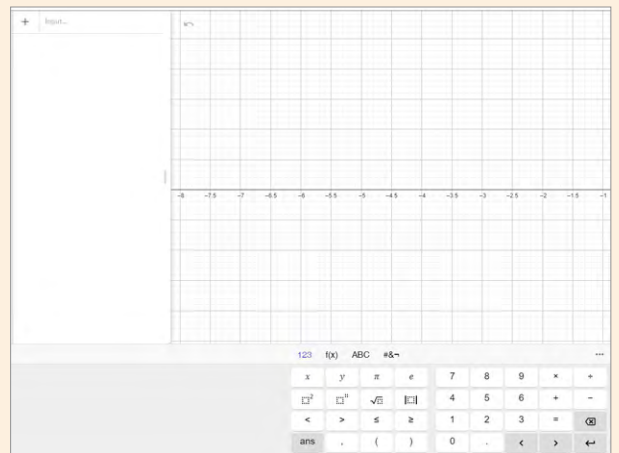 + Input...
-8 -7.5 -7 -6.5 -6 -5.5 -5 -4.5 -4 -3.5 -3 -2.5 -2 -1.5 -1
123 f(x) ABC #&¬ ...
x y π e 7 8 9 × ÷
□² □ⁿ √□ |□| 4 5 6 + −
< > ≤ ≥ 1 2 3 = ⌫
ans , ( ) 0 . < > ↵